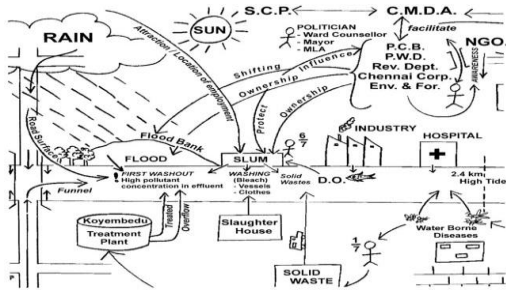 S.C.P.
C.M.D.A.
RAIN
SUN
Attraction / Location of employment
POLITICIAN
- Ward Counsellor
- Mayor
- MLA
facilitate
P.C.B.
P.W.D.
Rev. Dept.
Chennai Corp.
Env. & For.
NGO.
AWARENESS
Shifting Influence
Ownership
Protect
Ownership
Road Surface
Flood Bank
FLOOD
SLUM
6/7
INDUSTRY
HOSPITAL
! FIRST WASHOUT
High pollutant
concentration in effluent
WASHING
(Bleach)
- Vessels
- Clothes
Solid
Wastes
D.O.
2.4 km
High Tide
Funnel
Koyembedu
Treatment
Plant
Treated
Overflow
Slaughter
House
SOLID
WASTE
1/7
Water Borne
Diseases
P